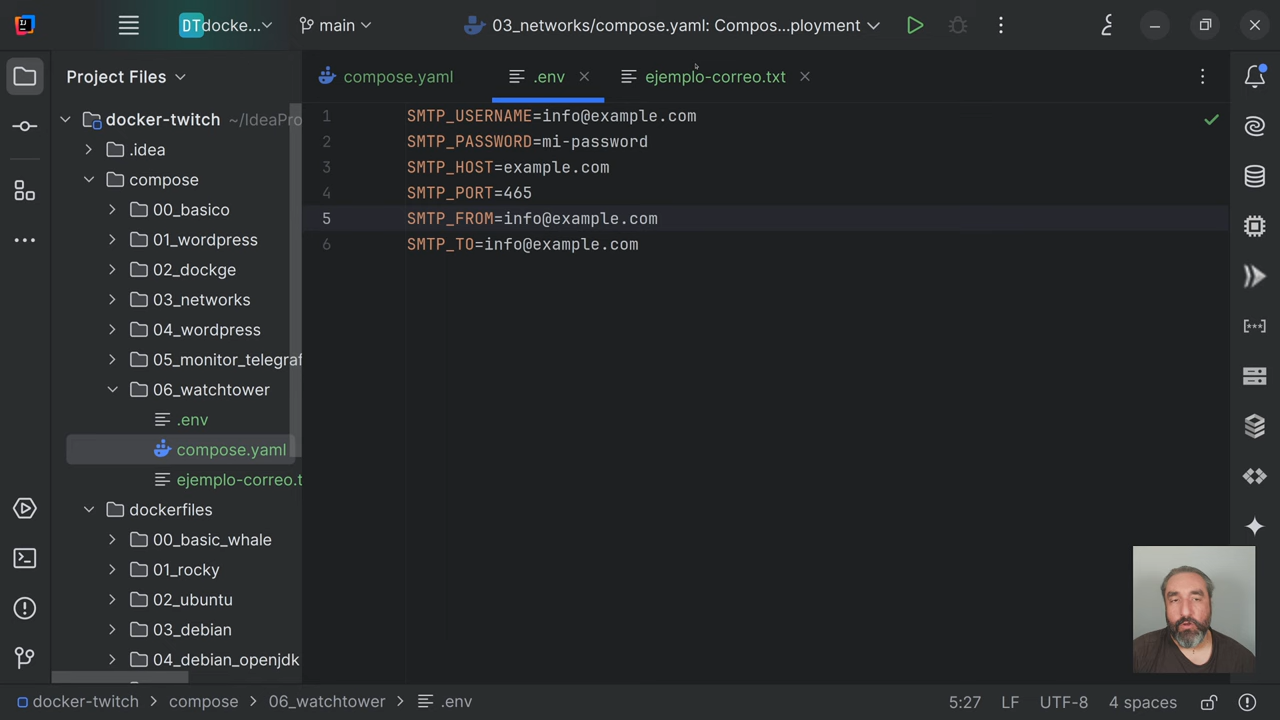 DT docke...
main
03_networks/compose.yaml: Compos...ployment
Project Files
compose.yaml
.env
ejemplo-correo.txt
docker-twitch ~/IdeaPro
.idea
compose
00_basico
01_wordpress
02_dockge
03_networks
04_wordpress
05_monitor_telegraf
06_watchtower
.env
compose.yaml
ejemplo-correo.t
dockerfiles
00_basic_whale
01_rocky
02_ubuntu
03_debian
04_debian_openjdk
1 SMTP_USERNAME=info@example.com
2 SMTP_PASSWORD=mi-password
3 SMTP_HOST=example.com
4 SMTP_PORT=465
5 SMTP_FROM=info@example.com
6 SMTP_TO=info@example.com
docker-twitch > compose > 06_watchtower > .env
5:27 LF UTF-8 4 spaces